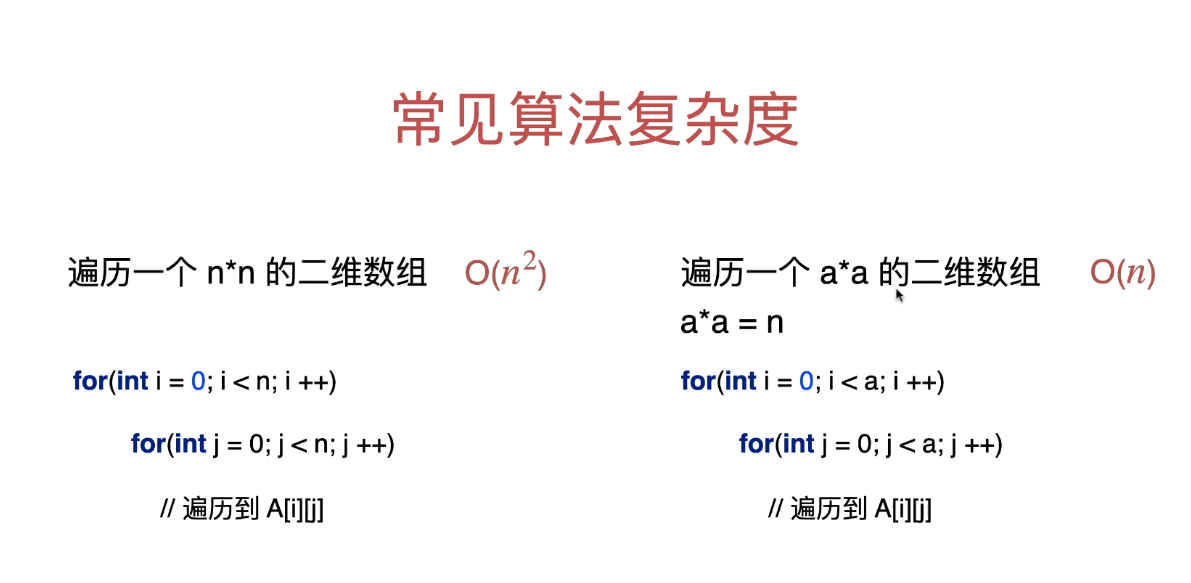 常见算法复杂度
遍历一个 n*n 的二维数组 O(n²)
for(int i = 0; i < n; i ++)
for(int j = 0; j < n; j ++)
// 遍历到 A[i][j]
遍历一个 a*a 的二维数组 O(n)
a*a = n
for(int i = 0; i < a; i ++)
for(int j = 0; j < a; j ++)
// 遍历到 A[i][j]